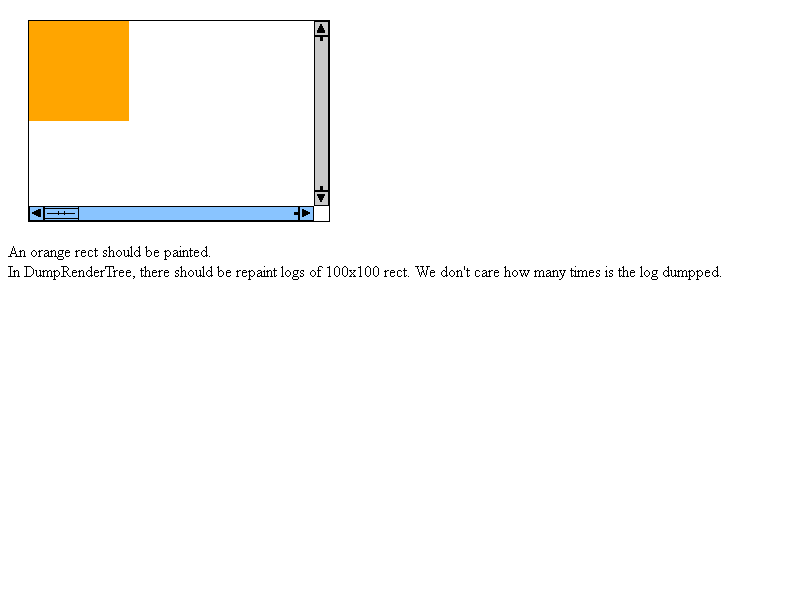 An orange rect should be painted.
In DumpRenderTree, there should be repaint logs of 100x100 rect. We don't care how many times is the log dumpped.